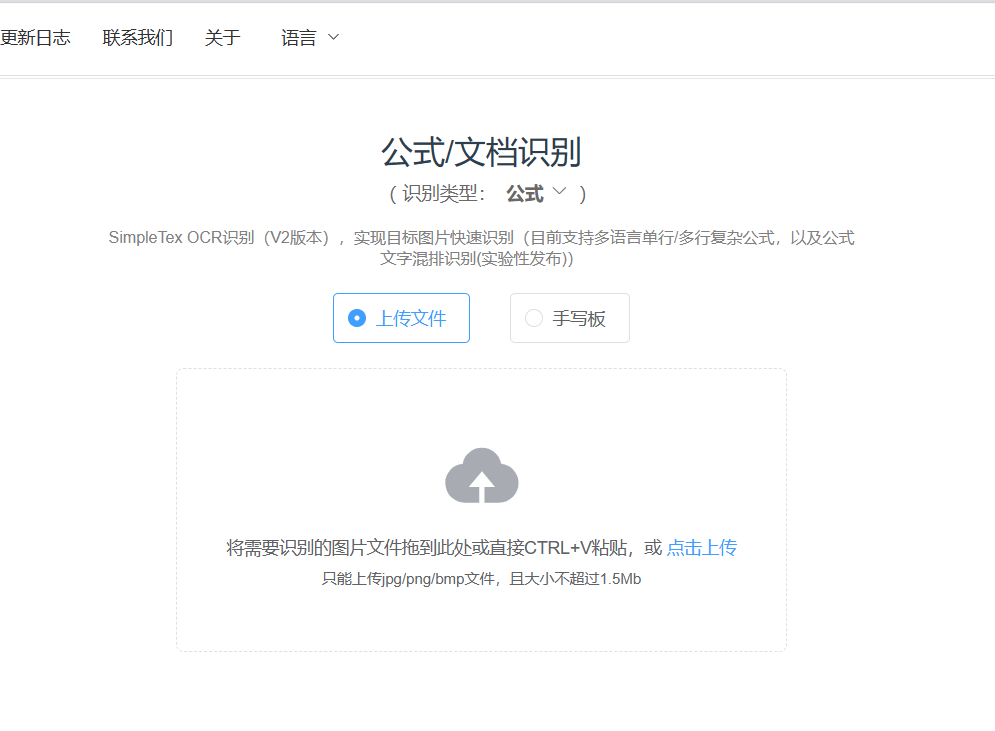 更新日志 联系我们 关于 语言
公式/文档识别
( 识别类型： 公式 )
SimpleTex OCR识别（V2版本），实现目标图片快速识别（目前支持多语言单行/多行复杂公式，以及公式
文字混排识别(实验性发布))
上传文件 手写板
将需要识别的图片文件拖到此处或直接CTRL+V粘贴，或 点击上传
只能上传jpg/png/bmp文件，且大小不超过1.5Mb